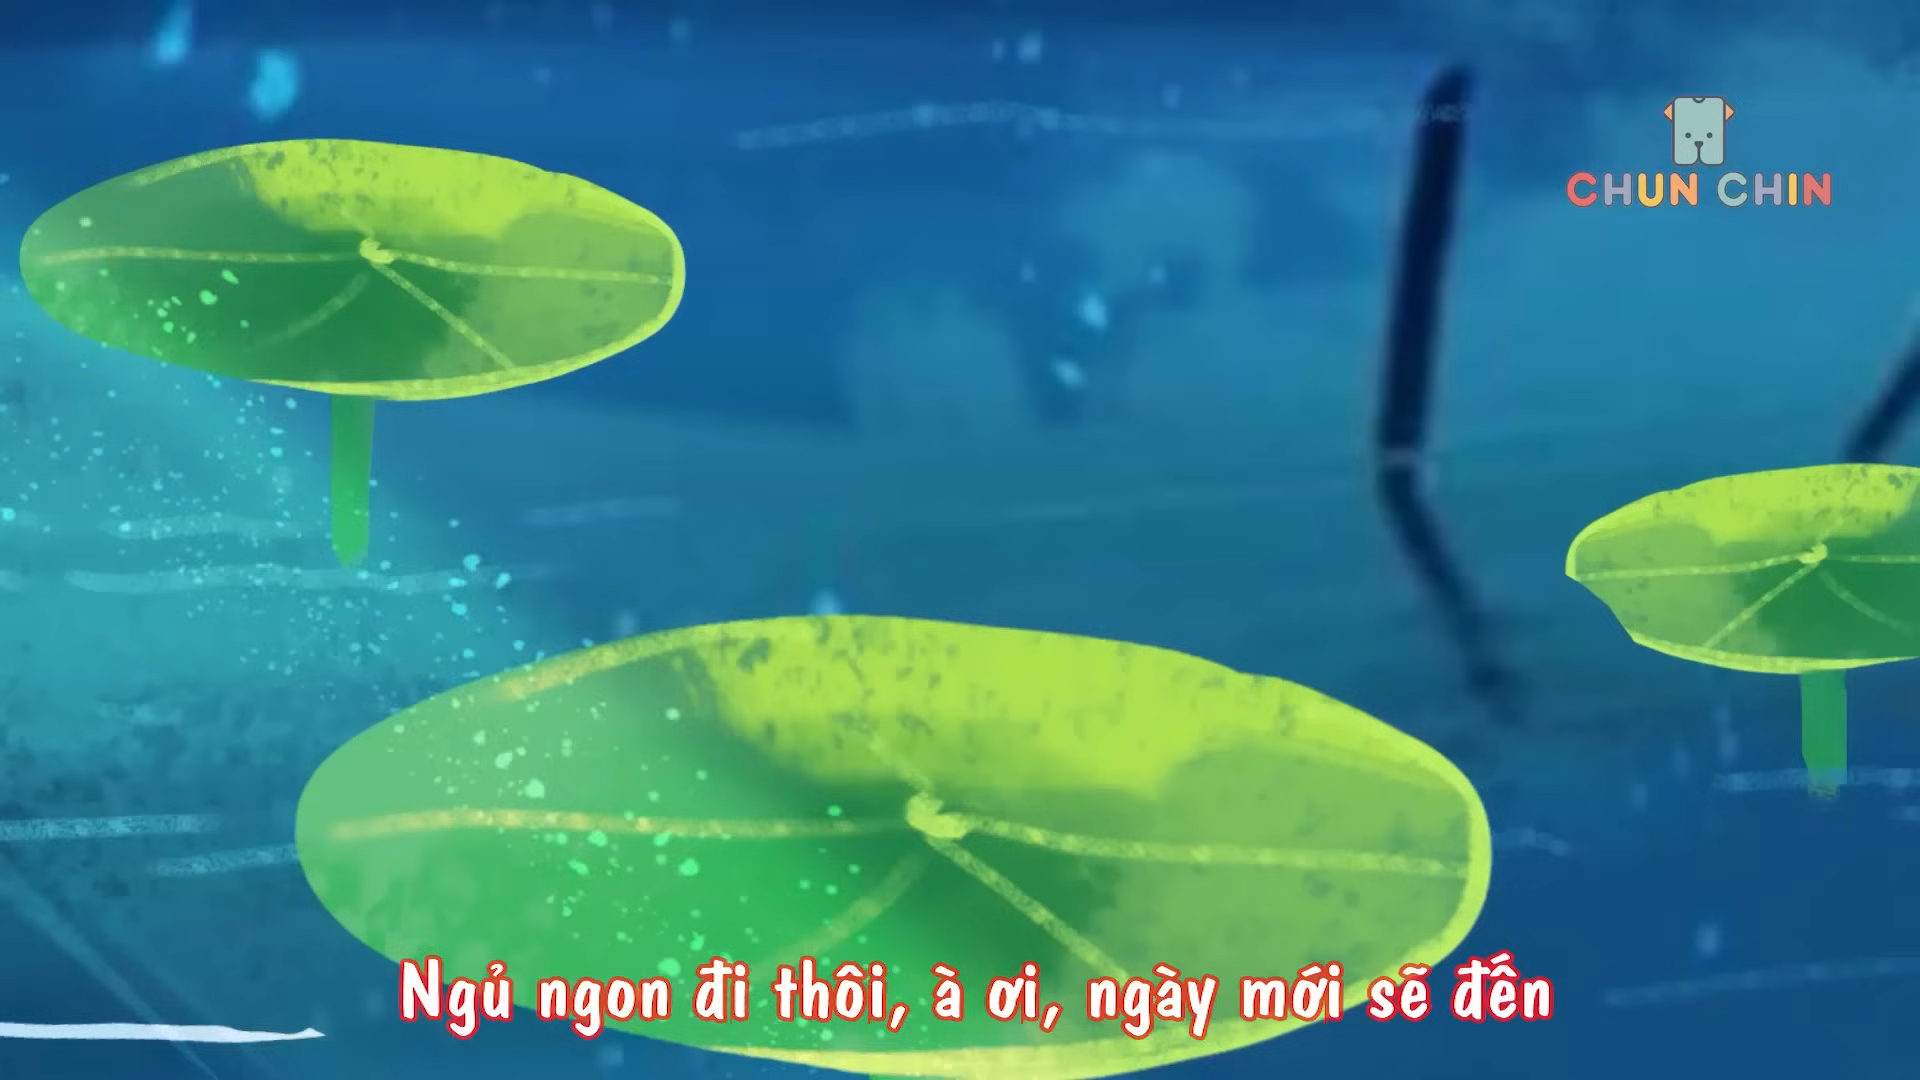 CHUN CHIN
Ngủ ngon đi thôi, à ơi, ngày mới sẽ đến